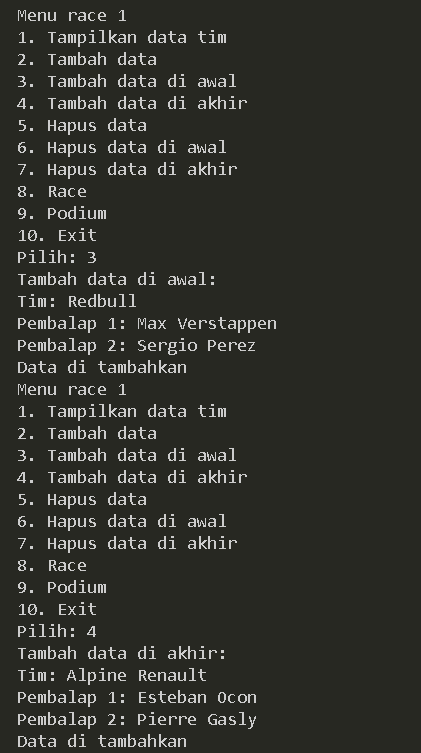 Menu race 1
1. Tampilkan data tim
2. Tambah data
3. Tambah data di awal
4. Tambah data di akhir
5. Hapus data
6. Hapus data di awal
7. Hapus data di akhir
8. Race
9. Podium
10. Exit
Pilih: 3
Tambah data di awal:
Tim: Redbull
Pembalap 1: Max Verstappen
Pembalap 2: Sergio Perez
Data di tambahkan
Menu race 1
1. Tampilkan data tim
2. Tambah data
3. Tambah data di awal
4. Tambah data di akhir
5. Hapus data
6. Hapus data di awal
7. Hapus data di akhir
8. Race
9. Podium
10. Exit
Pilih: 4
Tambah data di akhir:
Tim: Alpine Renault
Pembalap 1: Esteban Ocon
Pembalap 2: Pierre Gasly
Data di tambahkan